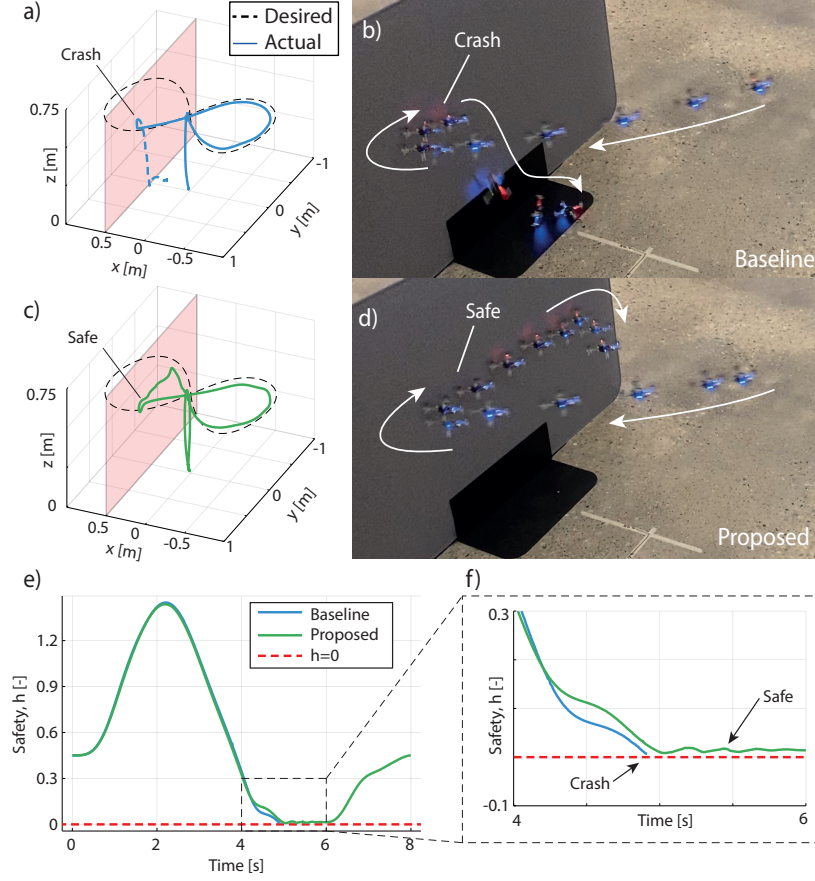 a)
Desired
Actual
Crash
0.75
z [m]
0
0.5
0
-0.5
x [m]
1
0
-1
y [m]
b)
Crash
Baseline
c)
Safe
0.75
z [m]
0
0.5
0
-0.5
x [m]
1
0
-1
y [m]
d)
Safe
Proposed
e)
Baseline
Proposed
h=0
1.2
0.9
0.6
0.3
0
Safety, h [-]
0
2
4
6
8
Time [s]
f)
0.3
Safety, h [-]
-0.1
Safe
Crash
4
Time [s]
6